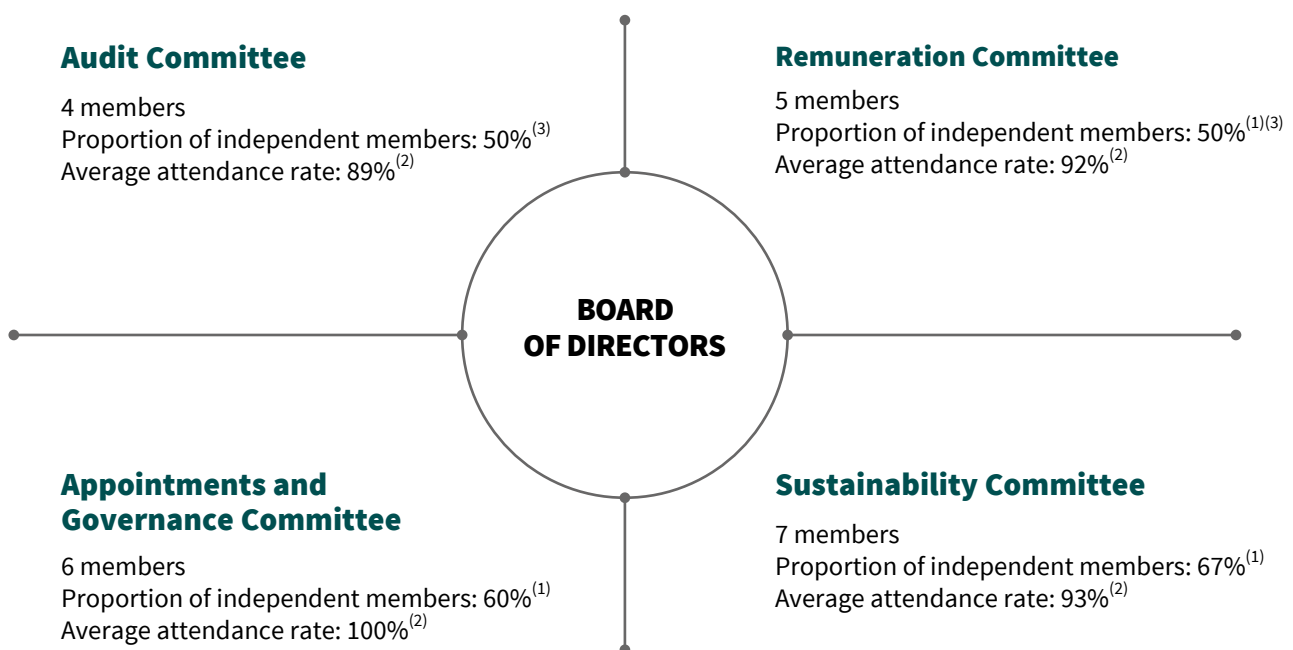 Audit Committee
4 members
Proportion of independent members: 50%(3)
Average attendance rate: 89%(2)
Remuneration Committee
5 members
Proportion of independent members: 50%(1)(3)
Average attendance rate: 92%(2)
BOARD
OF DIRECTORS
Appointments and
Governance Committee
6 members
Proportion of independent members: 60%(1)
Average attendance rate: 100%(2)
Sustainability Committee
7 members
Proportion of independent members: 67%(1)
Average attendance rate: 93%(2)